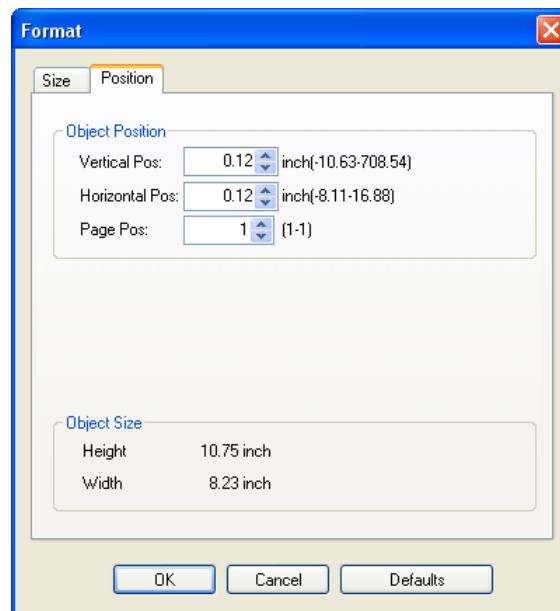 Format
Size Position
Object Position
Vertical Pos: 0.12 inch(-10.63-708.54)
Horizontal Pos: 0.12 inch(-8.11-16.88)
Page Pos: 1 (1-1)
Object Size
Height 10.75 inch
Width 8.23 inch
OK Cancel Defaults